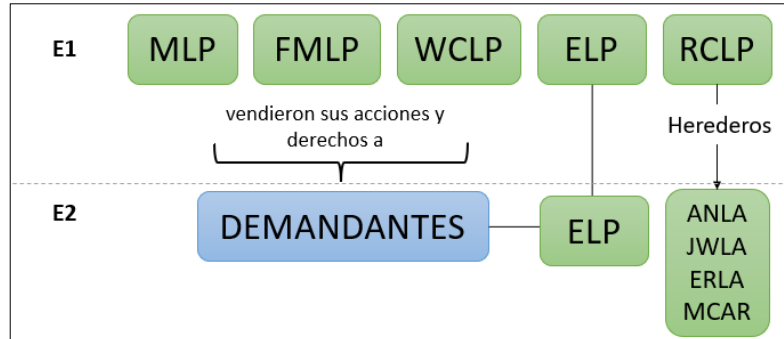 E1
MLP
FMLP
WCLP
ELP
RCLP
vendieron sus acciones y
derechos a
Herederos
E2
DEMANDANTES
ELP
ANLA
JWLA
ERLA
MCAR